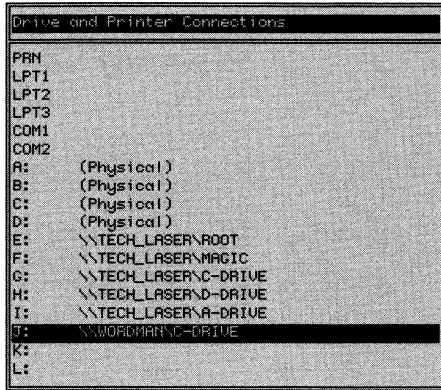 Drive and Printer Connections
PRN
LPT1
LPT2
LPT3
COM1
COM2
A: (Physical)
B: (Physical)
C: (Physical)
D: (Physical)
E: \\TECH_LASER\ROOT
F: \\TECH_LASER\MAGIC
G: \\TECH_LASER\C-DRIVE
H: \\TECH_LASER\D-DRIVE
I: \\TECH_LASER\A-DRIVE
J: \\WORDMAN\C-DRIVE
K:
L: